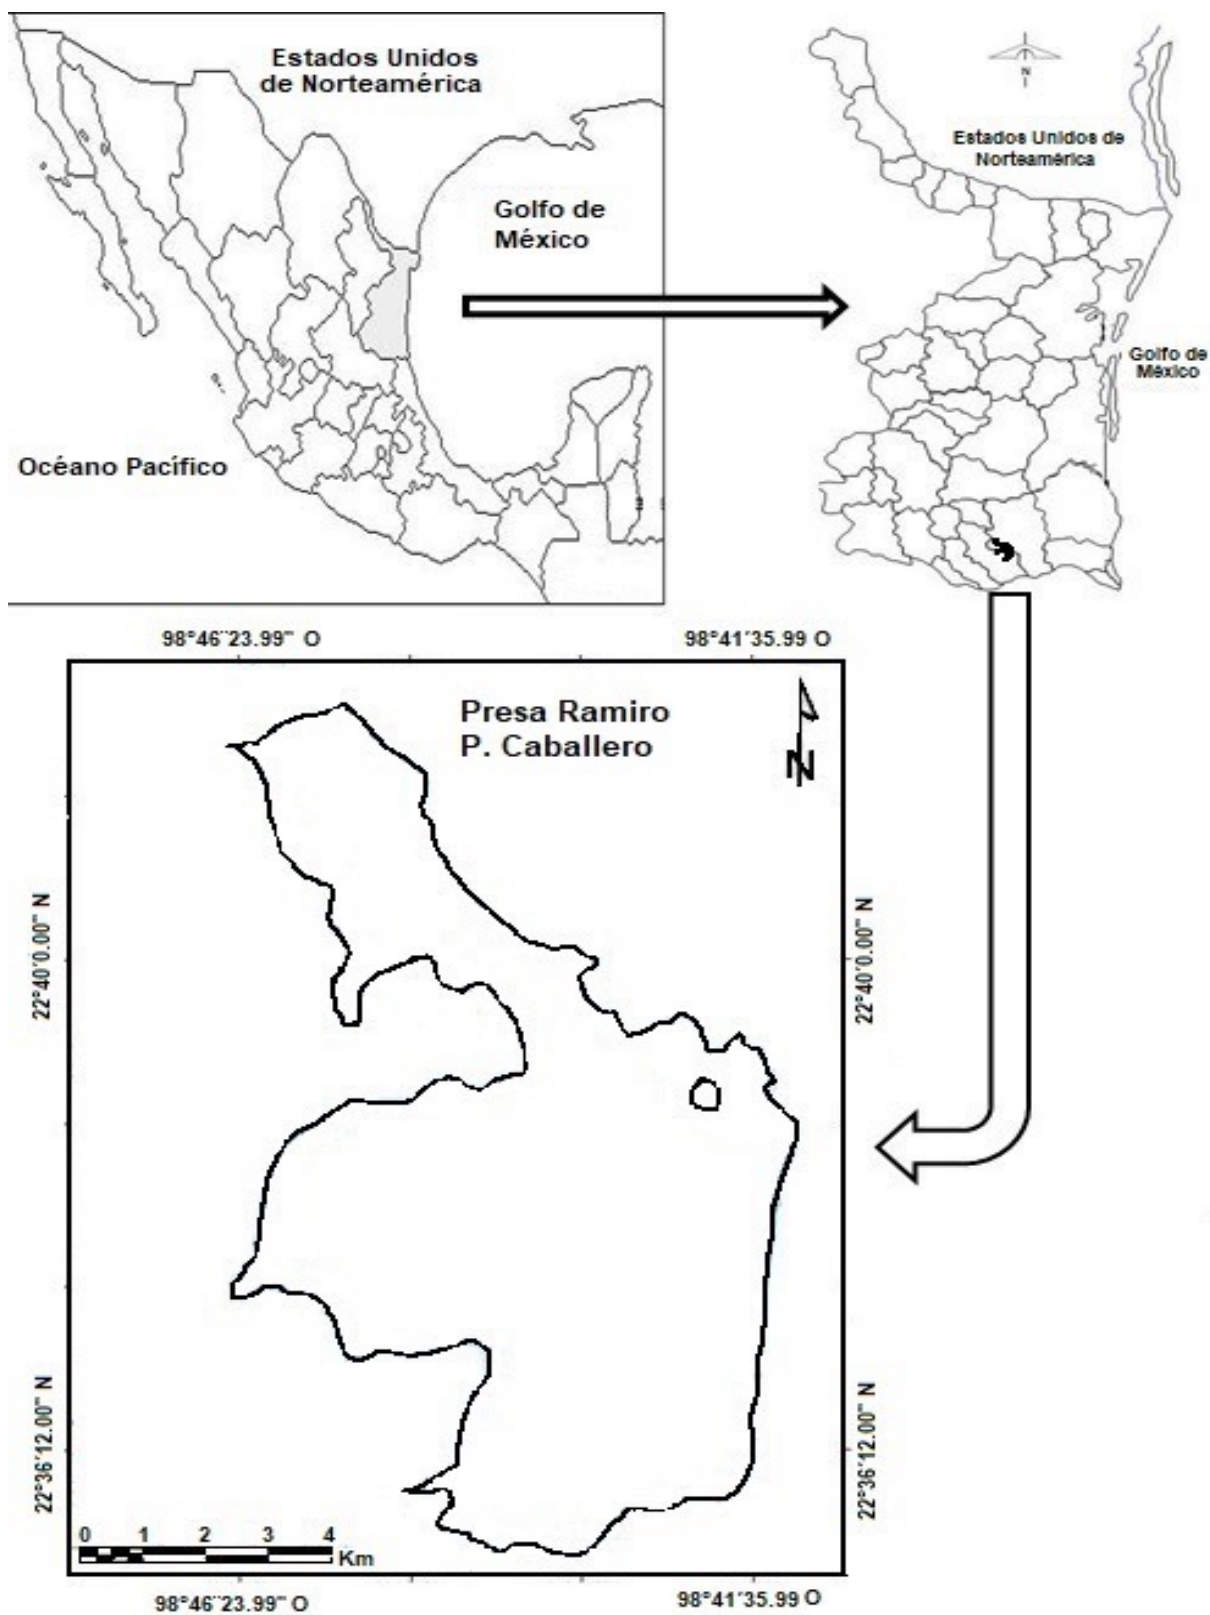 Estados Unidos
de Norteamérica
Golfo de
México
Océano Pacífico
N
Estados Unidos de
Norteamérica
Golfo de
México
98°46¨23.99" O
98°41´35.99 O
Presa Ramiro
P. Caballero
N
22°40´0.00" N
22°40´0.00" N
22°36´12.00" N
22°36´12.00" N
0 1 2 3 4
Km
98°46¨23.99" O
98°41´35.99 O